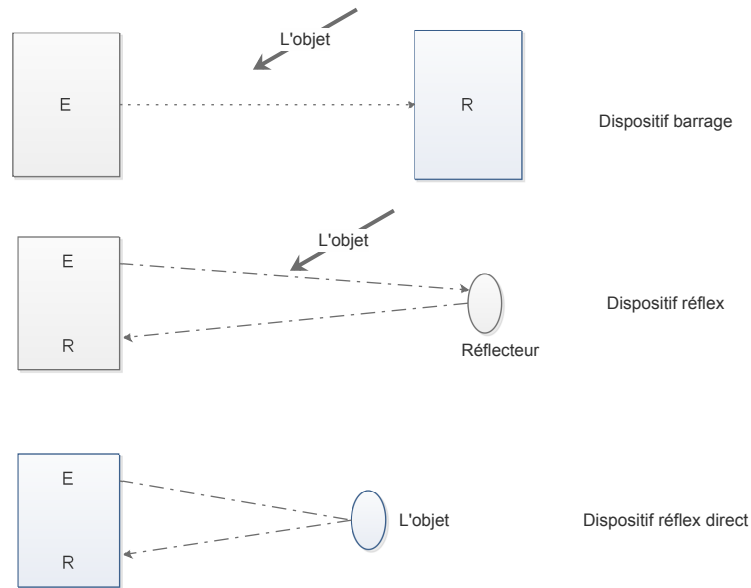 L'objet
E
R
Dispositif barrage
L'objet
E
R
Réflecteur
Dispositif réflex
E
R
L'objet
Dispositif réflex direct